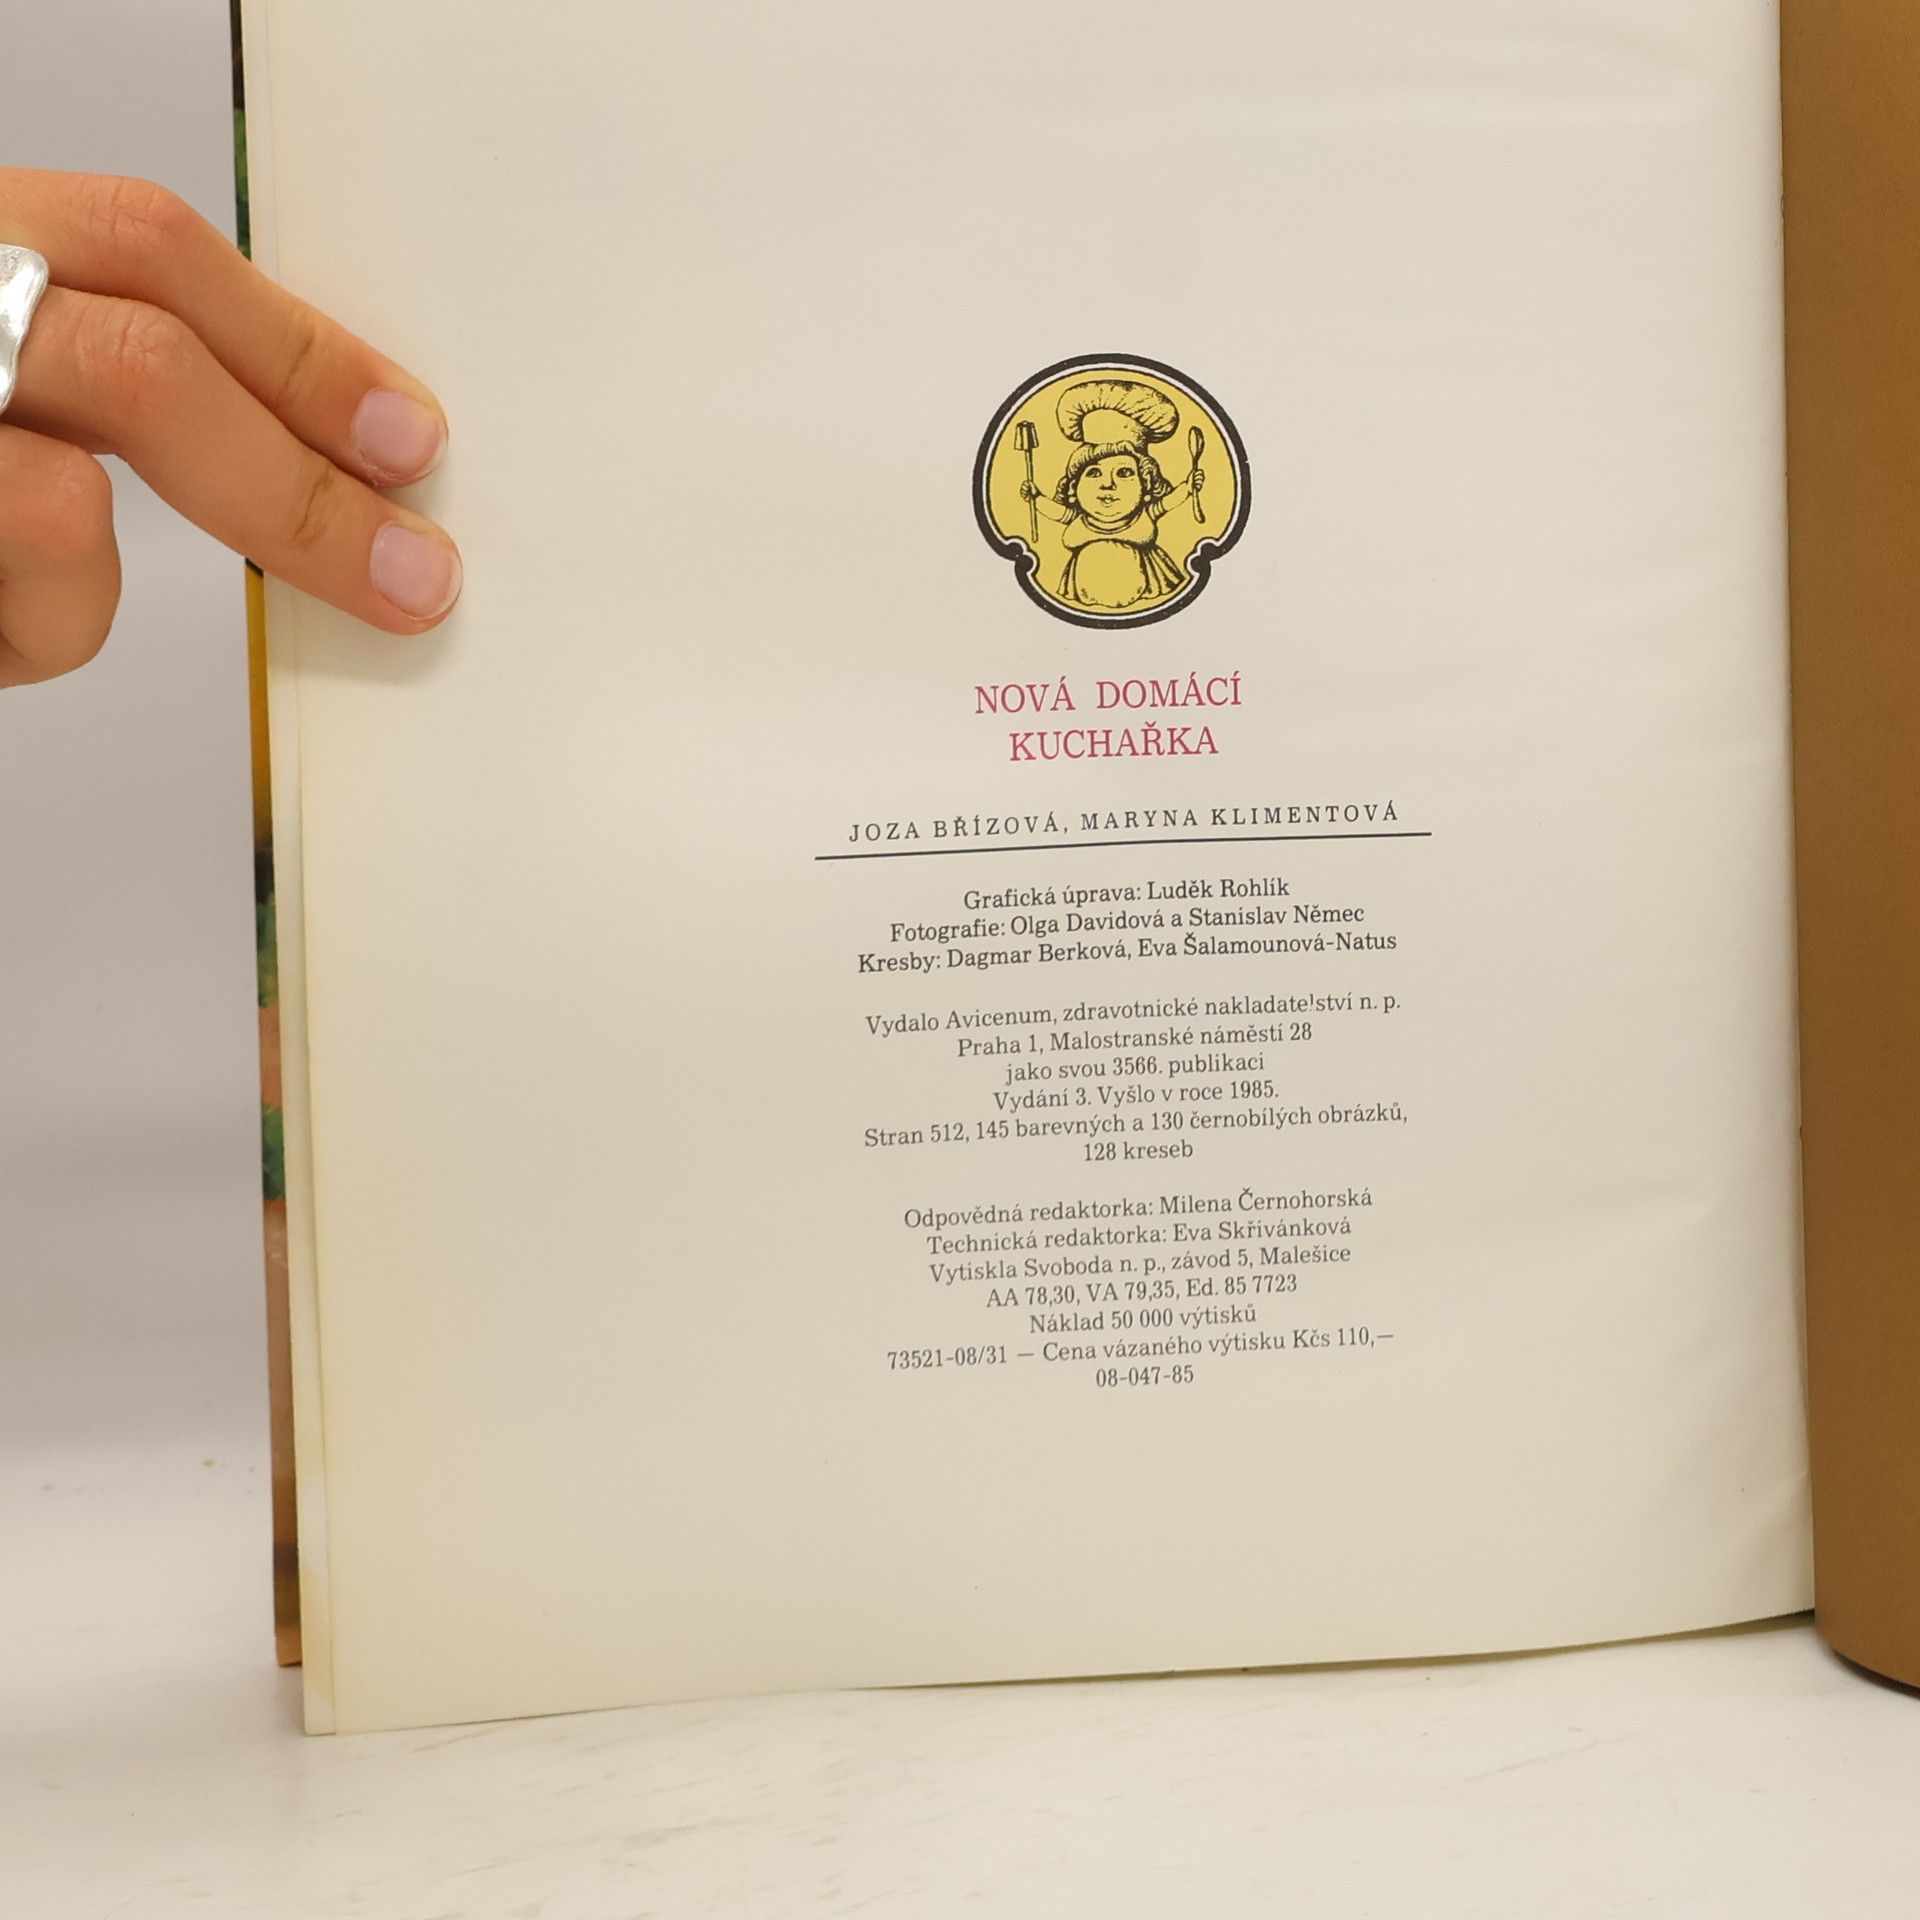 NOVÁ DOMÁCÍ
KUCHAŘKA
JOZA BŘÍZOVÁ, MARYNA KLIMENTOVÁ
Grafická úprava: Luděk Rohlík
Fotografie: Olga Davidová a Stanislav Němec
Kresby: Dagmar Berková, Eva Šalamounová-Natus
Vydalo Avicenum, zdravotnické nakladatelství n. p.
Praha 1, Malostranské náměstí 28
jako svou 3566. publikaci
Vydání 3. Vyšlo v roce 1985.
Stran 512, 145 barevných a 130 černobílých obrázků,
128 kreseb
Odpovědná redaktorka: Milena Černohorská
Technická redaktorka: Eva Skřivánková
Vytiskla Svoboda n. p., závod 5, Malešice
AA 78,30, VA 79,35, Ed. 85 7723
Náklad 50 000 výtisků
73521-08/31 — Cena vázaného výtisku Kčs 110,—
08-047-85